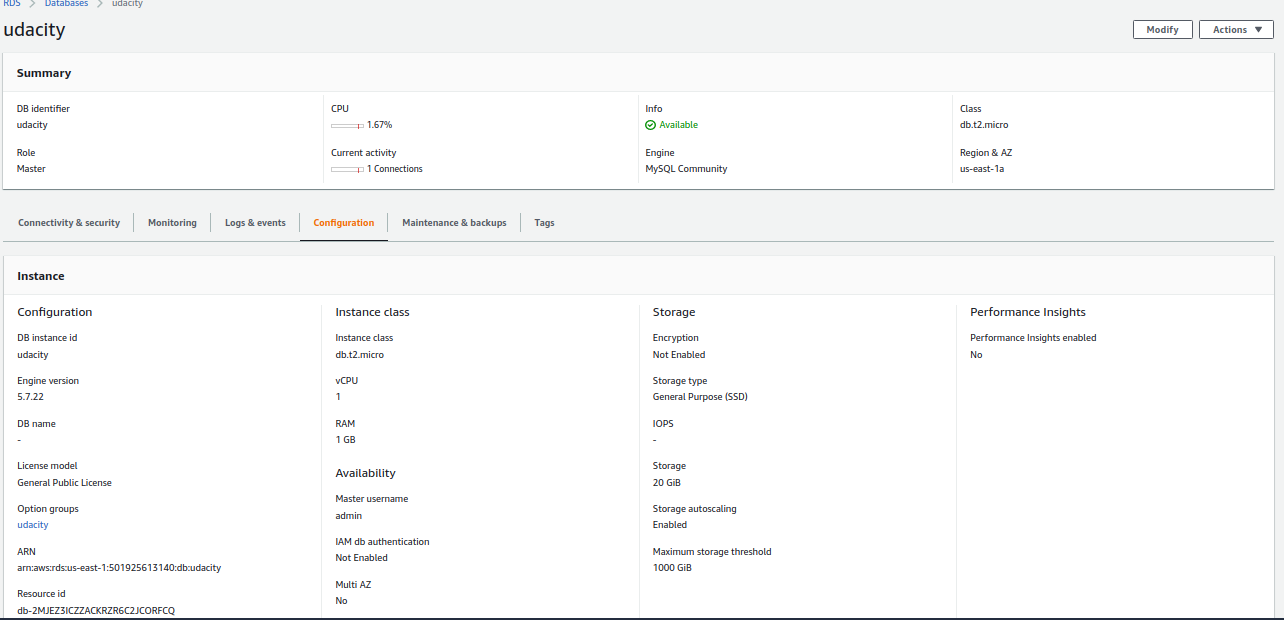 RDS > Databases > udacity
udacity
Modify
Actions ▼
Summary
DB identifier
udacity
Role
Master
CPU
1.67%
Current activity
1 Connections
Info
Available
Engine
MySQL Community
Class
db.t2.micro
Region & AZ
us-east-1a
Connectivity & security
Monitoring
Logs & events
Configuration
Maintenance & backups
Tags
Instance
Configuration
DB instance id
udacity
Engine version
5.7.22
DB name
-
License model
General Public License
Option groups
udacity
ARN
arn:aws:rds:us-east-1:501925613140:db:udacity
Resource id
db-2MJEZ3ICZZACKRZR6C2JCORFCQ
Instance class
Instance class
db.t2.micro
vCPU
1
RAM
1 GB
Availability
Master username
admin
IAM db authentication
Not Enabled
Multi AZ
No
Storage
Encryption
Not Enabled
Storage type
General Purpose (SSD)
IOPS
-
Storage
20 GiB
Storage autoscaling
Enabled
Maximum storage threshold
1000 GiB
Performance Insights
Performance Insights enabled
No